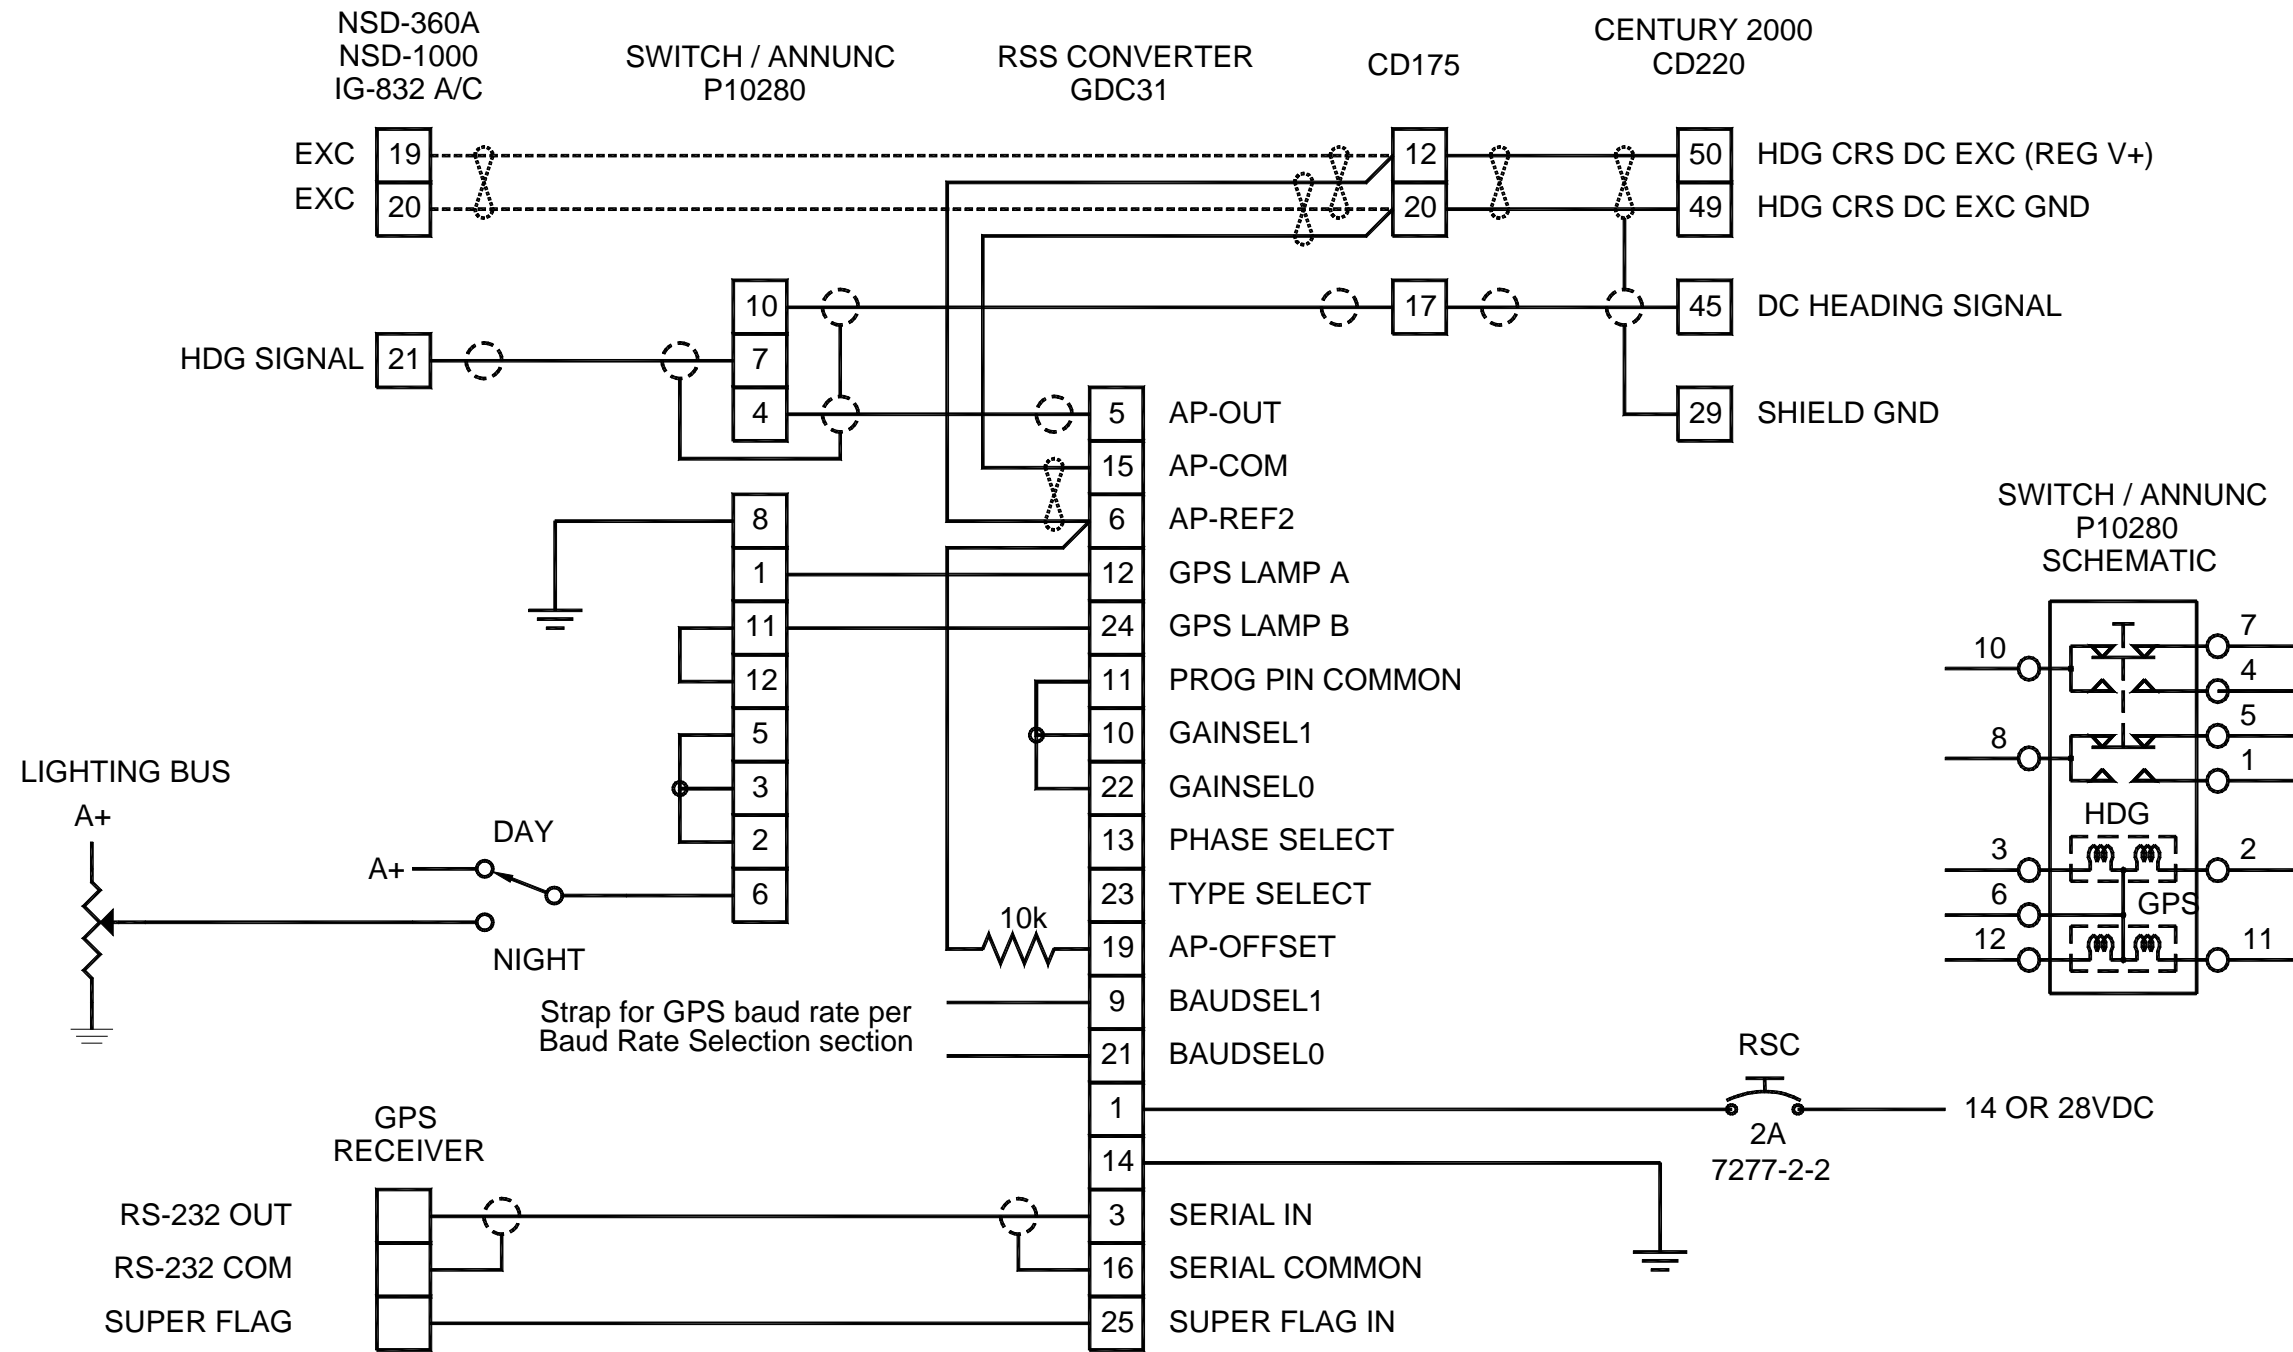 NSD-360A
NSD-1000
IG-832 A/C
SWITCH / ANNUNC
P10280
RSS CONVERTER
GDC31
CD175
CENTURY 2000
CD220
EXC 19 12 50 HDG CRS DC EXC (REG V+)
EXC 20 20 49 HDG CRS DC EXC GND
10 17 45 DC HEADING SIGNAL
HDG SIGNAL 21 7
4 5 AP-OUT 29 SHIELD GND
15 AP-COM
8 6 AP-REF2
1 12 GPS LAMP A
11 24 GPS LAMP B
12 11 PROG PIN COMMON
5 10 GAINSEL1
3 22 GAINSEL0
2 13 PHASE SELECT
6 23 TYPE SELECT
10k 19 AP-OFFSET
LIGHTING BUS
A+
DAY
A+
NIGHT
Strap for GPS baud rate per
Baud Rate Selection section
9 BAUDSEL1
21 BAUDSEL0
1
14
RSC
14 OR 28VDC
2A
7277-2-2
GPS
RECEIVER
RS-232 OUT 3 SERIAL IN
RS-232 COM 16 SERIAL COMMON
SUPER FLAG 25 SUPER FLAG IN
SWITCH / ANNUNC
P10280
SCHEMATIC
10 7
4
8 5
1
HDG
3 2
6 GPS
12 11